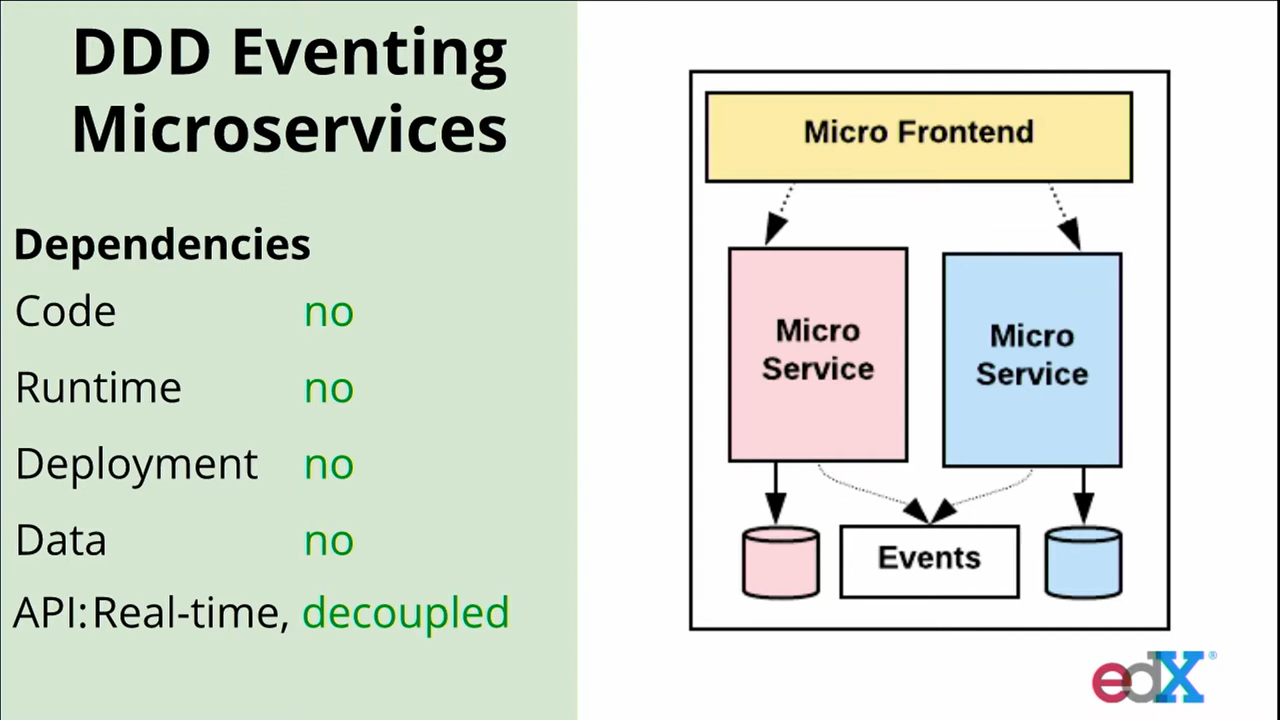 DDD Eventing
Microservices
Dependencies
Code no
Runtime no
Deployment no
Data no
API: Real-time, decoupled
Micro Frontend
Micro
Service
Micro
Service
Events
edX®